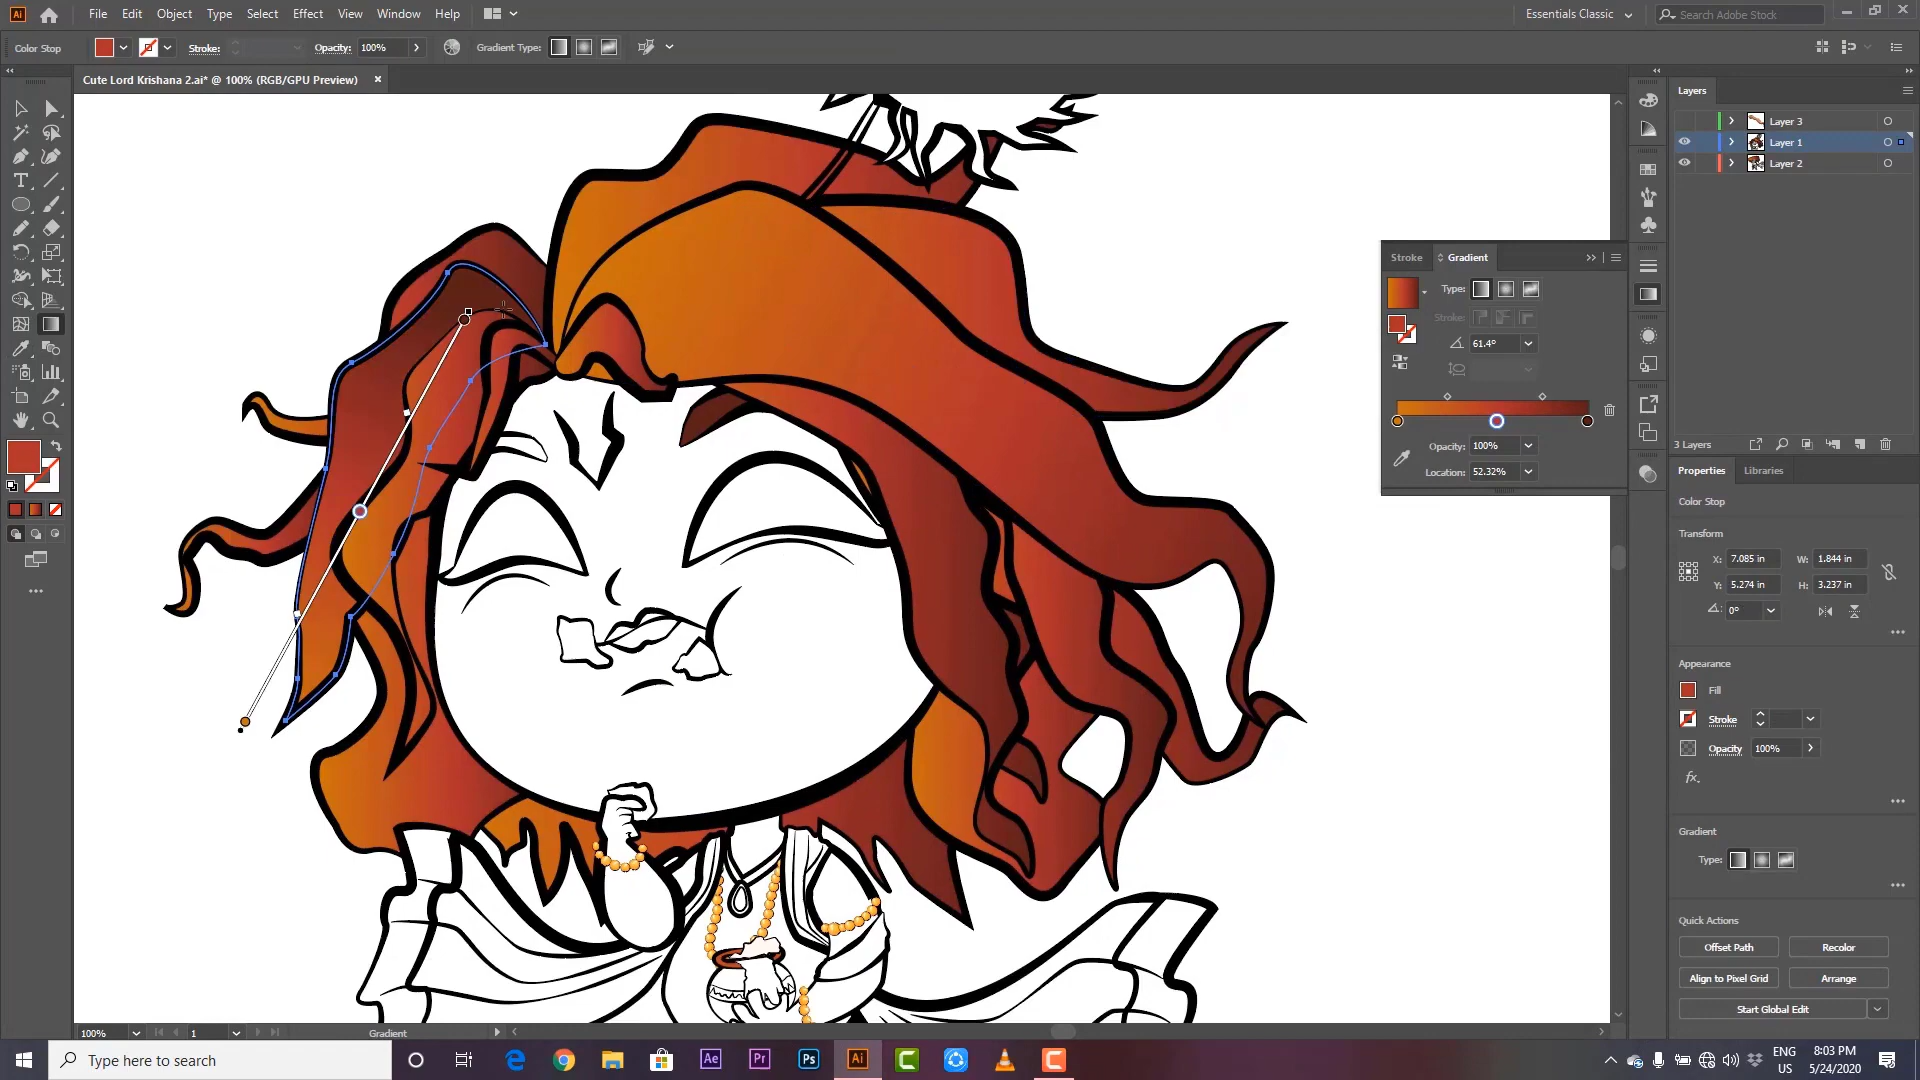 Ai File Edit Object Type Select Effect View Window Help Essentials Classic Search Adobe Stock
Color Stop Stroke: Opacity: 100% Gradient Type:
Cute Lord Krishana 2.ai* @ 100% (RGB/GPU Preview) ×
Layers
Layer 3
Layer 1
Layer 2
Stroke Gradient
Type:
Stroke:
61.4°
Opacity: 100%
Location: 52.32%
3 Layers
Properties Libraries
Color Stop
Transform
X: 7.085 in W: 1.844 in
Y: 5.274 in H: 3.237 in
0°
Appearance
Fill
Stroke
Opacity 100%
fx.
Gradient
Type:
Quick Actions
Offset Path Recolor
Align to Pixel Grid Arrange
Start Global Edit
100% 1 Gradient
Type here to search
Ae Pr Ps Ai C C
ENG
US
8:03 PM
5/24/2020